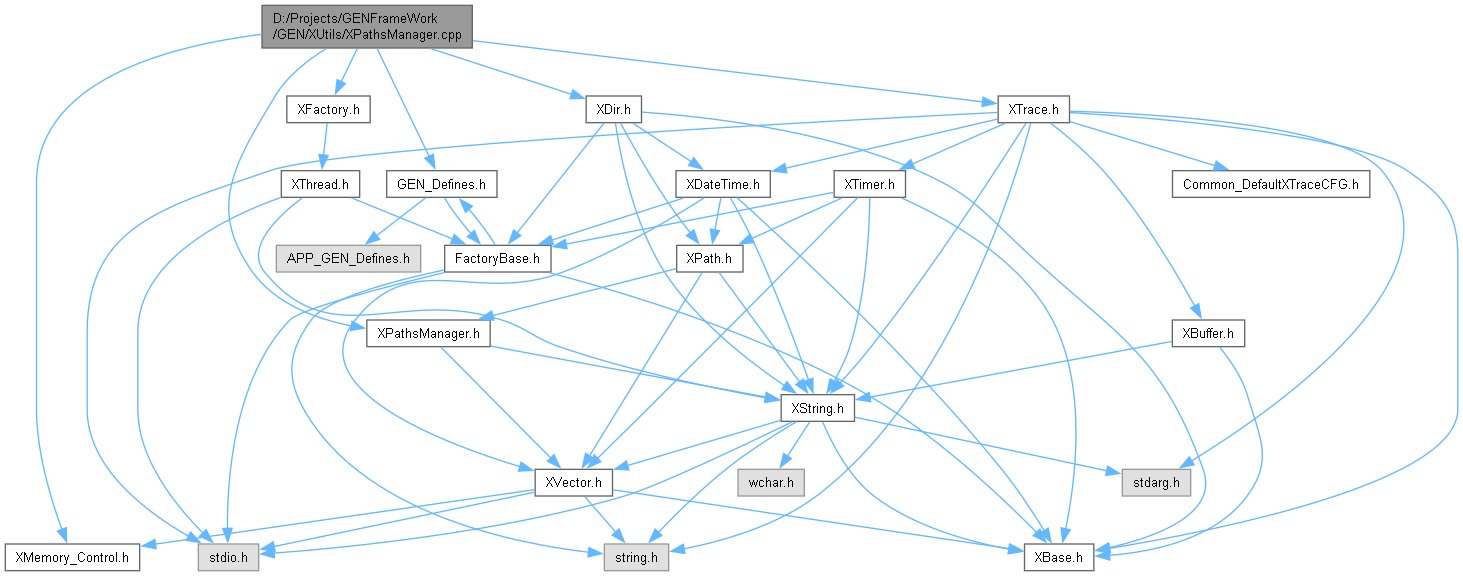 D:/Projects/GENFrameWork
/GEN/XUtils/XPathsManager.cpp
XFactory.h
XDir.h
XTrace.h
XThread.h
GEN_Defines.h
XDateTime.h
XTimer.h
Common_DefaultXTraceCFG.h
APP_GEN_Defines.h
FactoryBase.h
XPath.h
XPathsManager.h
XBuffer.h
XString.h
XVector.h
wchar.h
stdarg.h
XMemory_Control.h
stdio.h
string.h
XBase.h